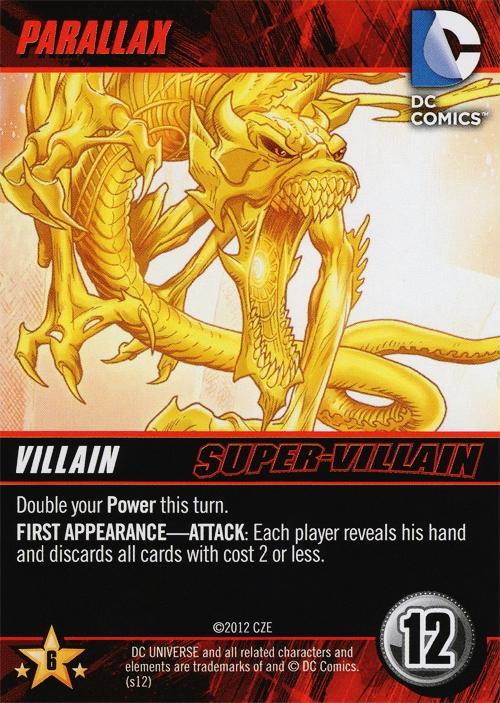 PARALLAX
DC
COMICS™
VILLAIN
SUPER-VILLAIN
Double your Power this turn.
FIRST APPEARANCE—ATTACK: Each player reveals his hand
and discards all cards with cost 2 or less.
©2012 CZE
6
DC UNIVERSE and all related characters and
elements are trademarks of and © DC Comics.
(s12)
12